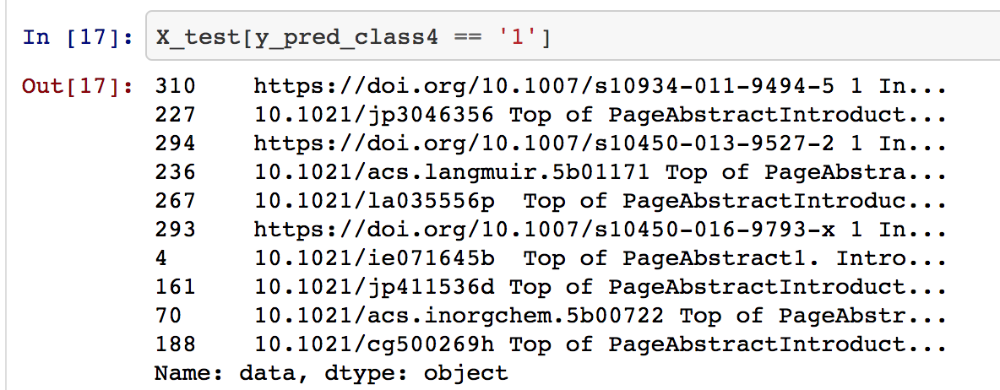 In [17]: X_test[y_pred_class4 == '1']
Out[17]: 310    https://doi.org/10.1007/s10934-011-9494-5 1 In...
227    10.1021/jp3046356 Top of PageAbstractIntroduct...
294    https://doi.org/10.1007/s10450-013-9527-2 1 In...
236    10.1021/acs.langmuir.5b01171 Top of PageAbstra...
267    10.1021/la035556p  Top of PageAbstractIntroduc...
293    https://doi.org/10.1007/s10450-016-9793-x 1 In...
4      10.1021/ie071645b  Top of PageAbstract1. Intro...
161    10.1021/jp411536d Top of PageAbstractIntroduct...
70     10.1021/acs.inorgchem.5b00722 Top of PageAbstr...
188    10.1021/cg500269h Top of PageAbstractIntroduct...
Name: data, dtype: object